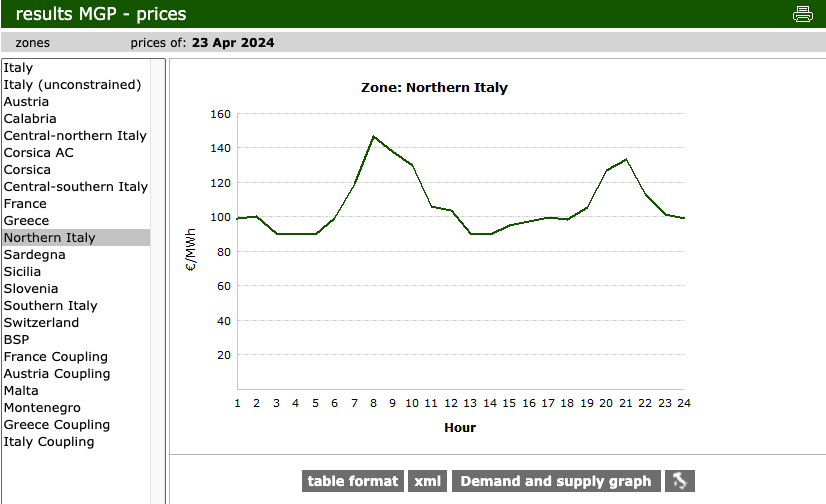 results MGP - prices
zones prices of: 23 Apr 2024
Italy
Italy (unconstrained)
Austria
Calabria
Central-northern Italy
Corsica AC
Corsica
Central-southern Italy
France
Greece
Northern Italy
Sardegna
Sicilia
Slovenia
Southern Italy
Switzerland
BSP
France Coupling
Austria Coupling
Malta
Montenegro
Greece Coupling
Italy Coupling
Zone: Northern Italy
160
140
120
100
80
60
40
20
€/MWh
1 2 3 4 5 6 7 8 9 10 11 12 13 14 15 16 17 18 19 20 21 22 23 24
Hour
table format xml Demand and supply graph